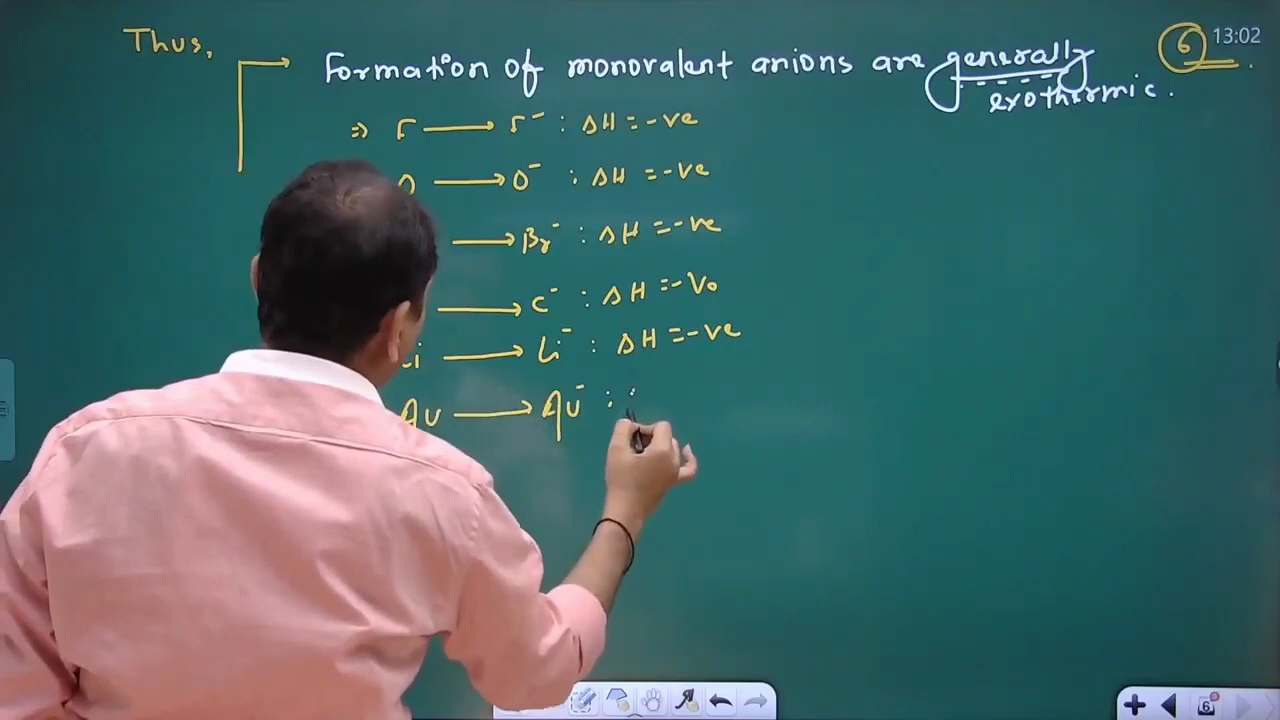 Thus,
6 13:02
Formation of monovalent anions are generally
exothermic.
⇒ F ⟶ F⁻ : ΔH = -ve
O ⟶ O⁻ : ΔH = -ve
⟶ Br⁻ : ΔH = -ve
⟶ C⁻ : ΔH = -ve
Li ⟶ Li⁻ : ΔH = -ve
Au ⟶ Au⁻ :
6